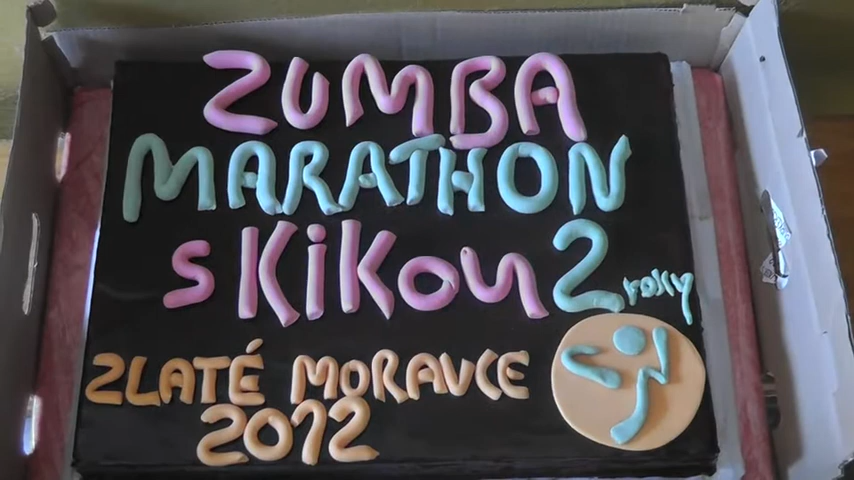 ZUMBA
MARATHON
s Kikou 2 roky
ZLATÉ MORAVCE
2012